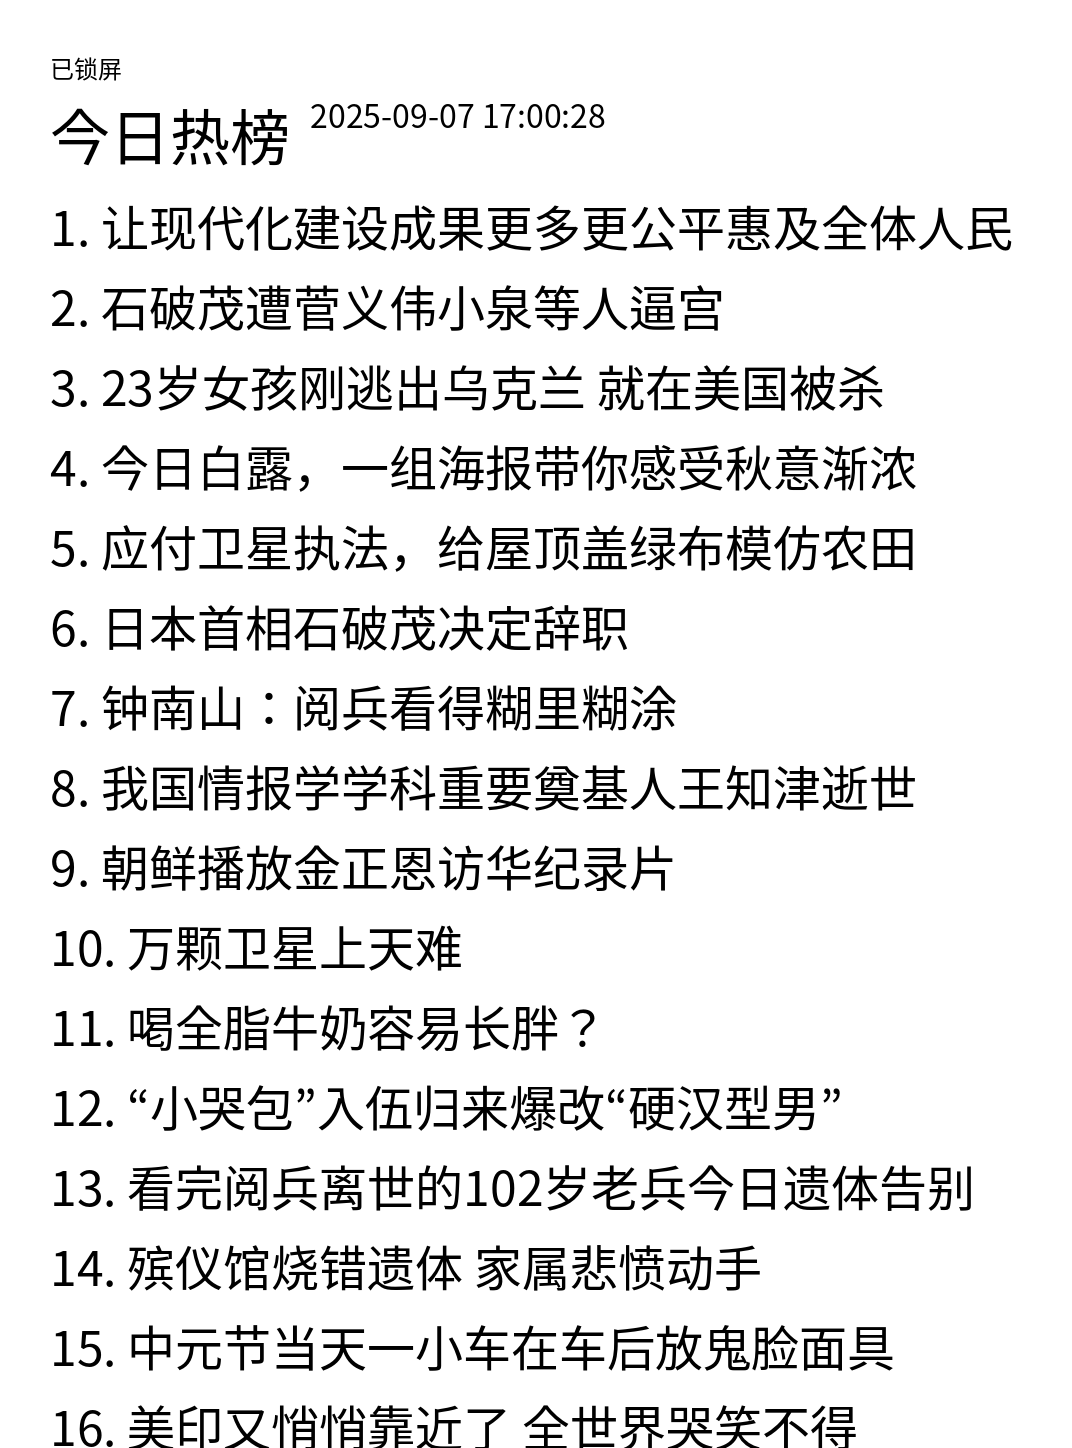 已锁屏
今日热榜 2025-09-07 17:00:28
1. 让现代化建设成果更多更公平惠及全体人民
2. 石破茂遭菅义伟小泉等人逼宫
3. 23岁女孩刚逃出乌克兰 就在美国被杀
4. 今日白露，一组海报带你感受秋意渐浓
5. 应付卫星执法，给屋顶盖绿布模仿农田
6. 日本首相石破茂决定辞职
7. 钟南山：阅兵看得糊里糊涂
8. 我国情报学学科重要奠基人王知津逝世
9. 朝鲜播放金正恩访华纪录片
10. 万颗卫星上天难
11. 喝全脂牛奶容易长胖？
12. “小哭包”入伍归来爆改“硬汉型男”
13. 看完阅兵离世的102岁老兵今日遗体告别
14. 殡仪馆烧错遗体 家属悲愤动手
15. 中元节当天一小车在车后放鬼脸面具
16. 美印又悄悄靠近了 全世界哭笑不得